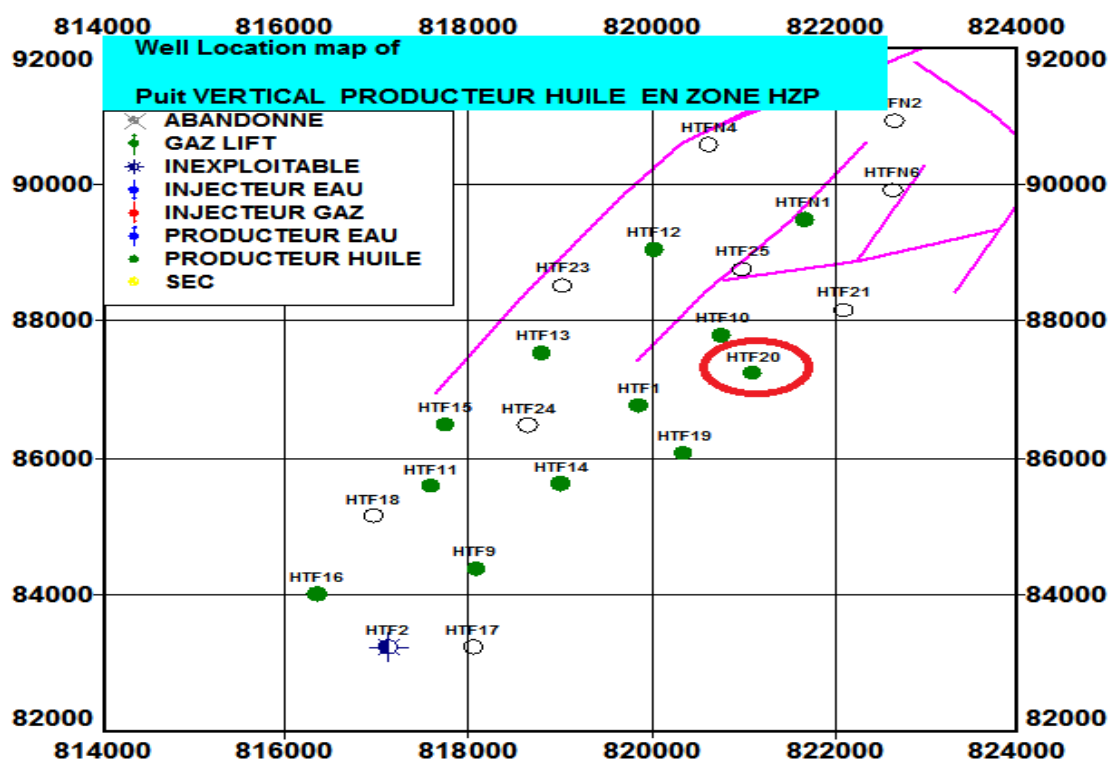 814000 816000 818000 820000 822000 824000
Well Location map of
92000 92000
Puit VERTICAL PRODUCTEUR HUILE EN ZONE HZP
ABANDONNE
GAZ LIFT
INEXPLOITABLE
INJECTEUR EAU
INJECTEUR GAZ
PRODUCTEUR EAU
PRODUCTEUR HUILE
SEC
HTFN4
HTFN6
90000 90000
HTFN1
HTF12
HTF25
HTF23
HTF21
88000 88000
HTF10
HTF13
HTF20
HTF1
HTF15
HTF24
HTF19
86000 86000
HTF11
HTF14
HTF18
HTF9
HTF16
84000 84000
HTF2
HTF17
82000 82000
814000 816000 818000 820000 822000 824000